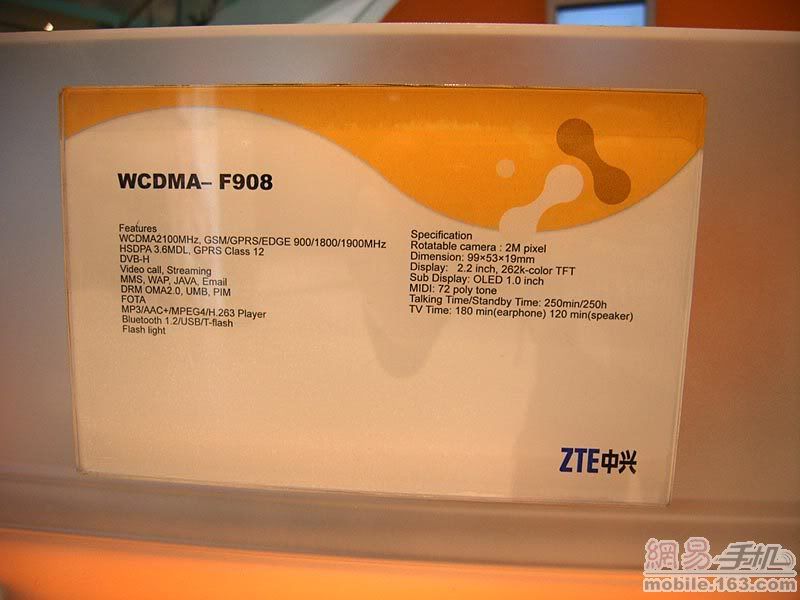 WCDMA– F908
Features
WCDMA2100MHz, GSM/GPRS/EDGE 900/1800/1900MHz
HSDPA 3.6MDL, GPRS Class 12
DVB-H
Video call, Streaming
MMS, WAP, JAVA, Email
DRM OMA2.0, UMB, PIM
FOTA
MP3/AAC+/MPEG4/H.263 Player
Bluetooth 1.2/USB/T-flash
Flash light
Specification
Rotatable camera : 2M pixel
Dimension: 99×53×19mm
Display: 2.2 inch, 262k-color TFT
Sub Display: OLED 1.0 inch
MIDI: 72 poly tone
Talking Time/Standby Time: 250min/250h
TV Time: 180 min(earphone) 120 min(speaker)
ZTE中兴
網易手机
mobile.163.com